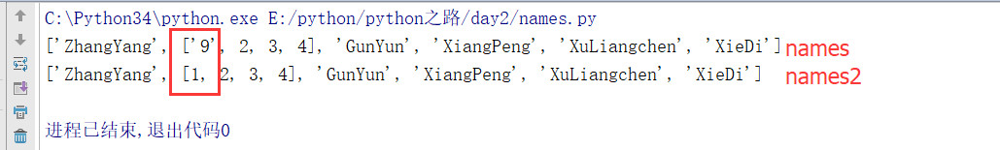 C:\Python34\python.exe E:/python/python之路/day2/names.py
['ZhangYang', ['9', 2, 3, 4], 'GunYun', 'XiangPeng', 'XuLiangchen', 'XieDi'] names
['ZhangYang', [1, 2, 3, 4], 'GunYun', 'XiangPeng', 'XuLiangchen', 'XieDi'] names2
进程已结束,退出代码0